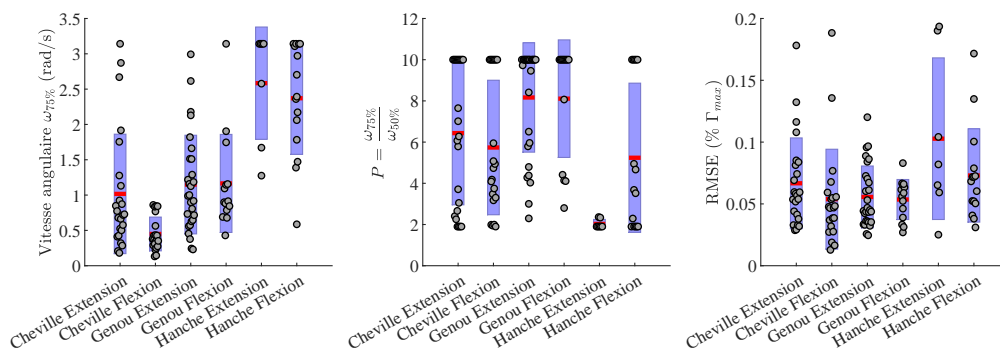 Vitesse angulaire ω75% (rad/s)
3.5
3
2.5
2
1.5
1
0.5
0
Cheville Extension
Cheville Flexion
Genou Extension
Genou Flexion
Hanche Extension
Hanche Flexion
P = ω75% / ω50%
12
10
8
6
4
2
0
Cheville Extension
Cheville Flexion
Genou Extension
Genou Flexion
Hanche Extension
Hanche Flexion
RMSE (% Γmax)
0.2
0.15
0.1
0.05
0
Cheville Extension
Cheville Flexion
Genou Extension
Genou Flexion
Hanche Extension
Hanche Flexion